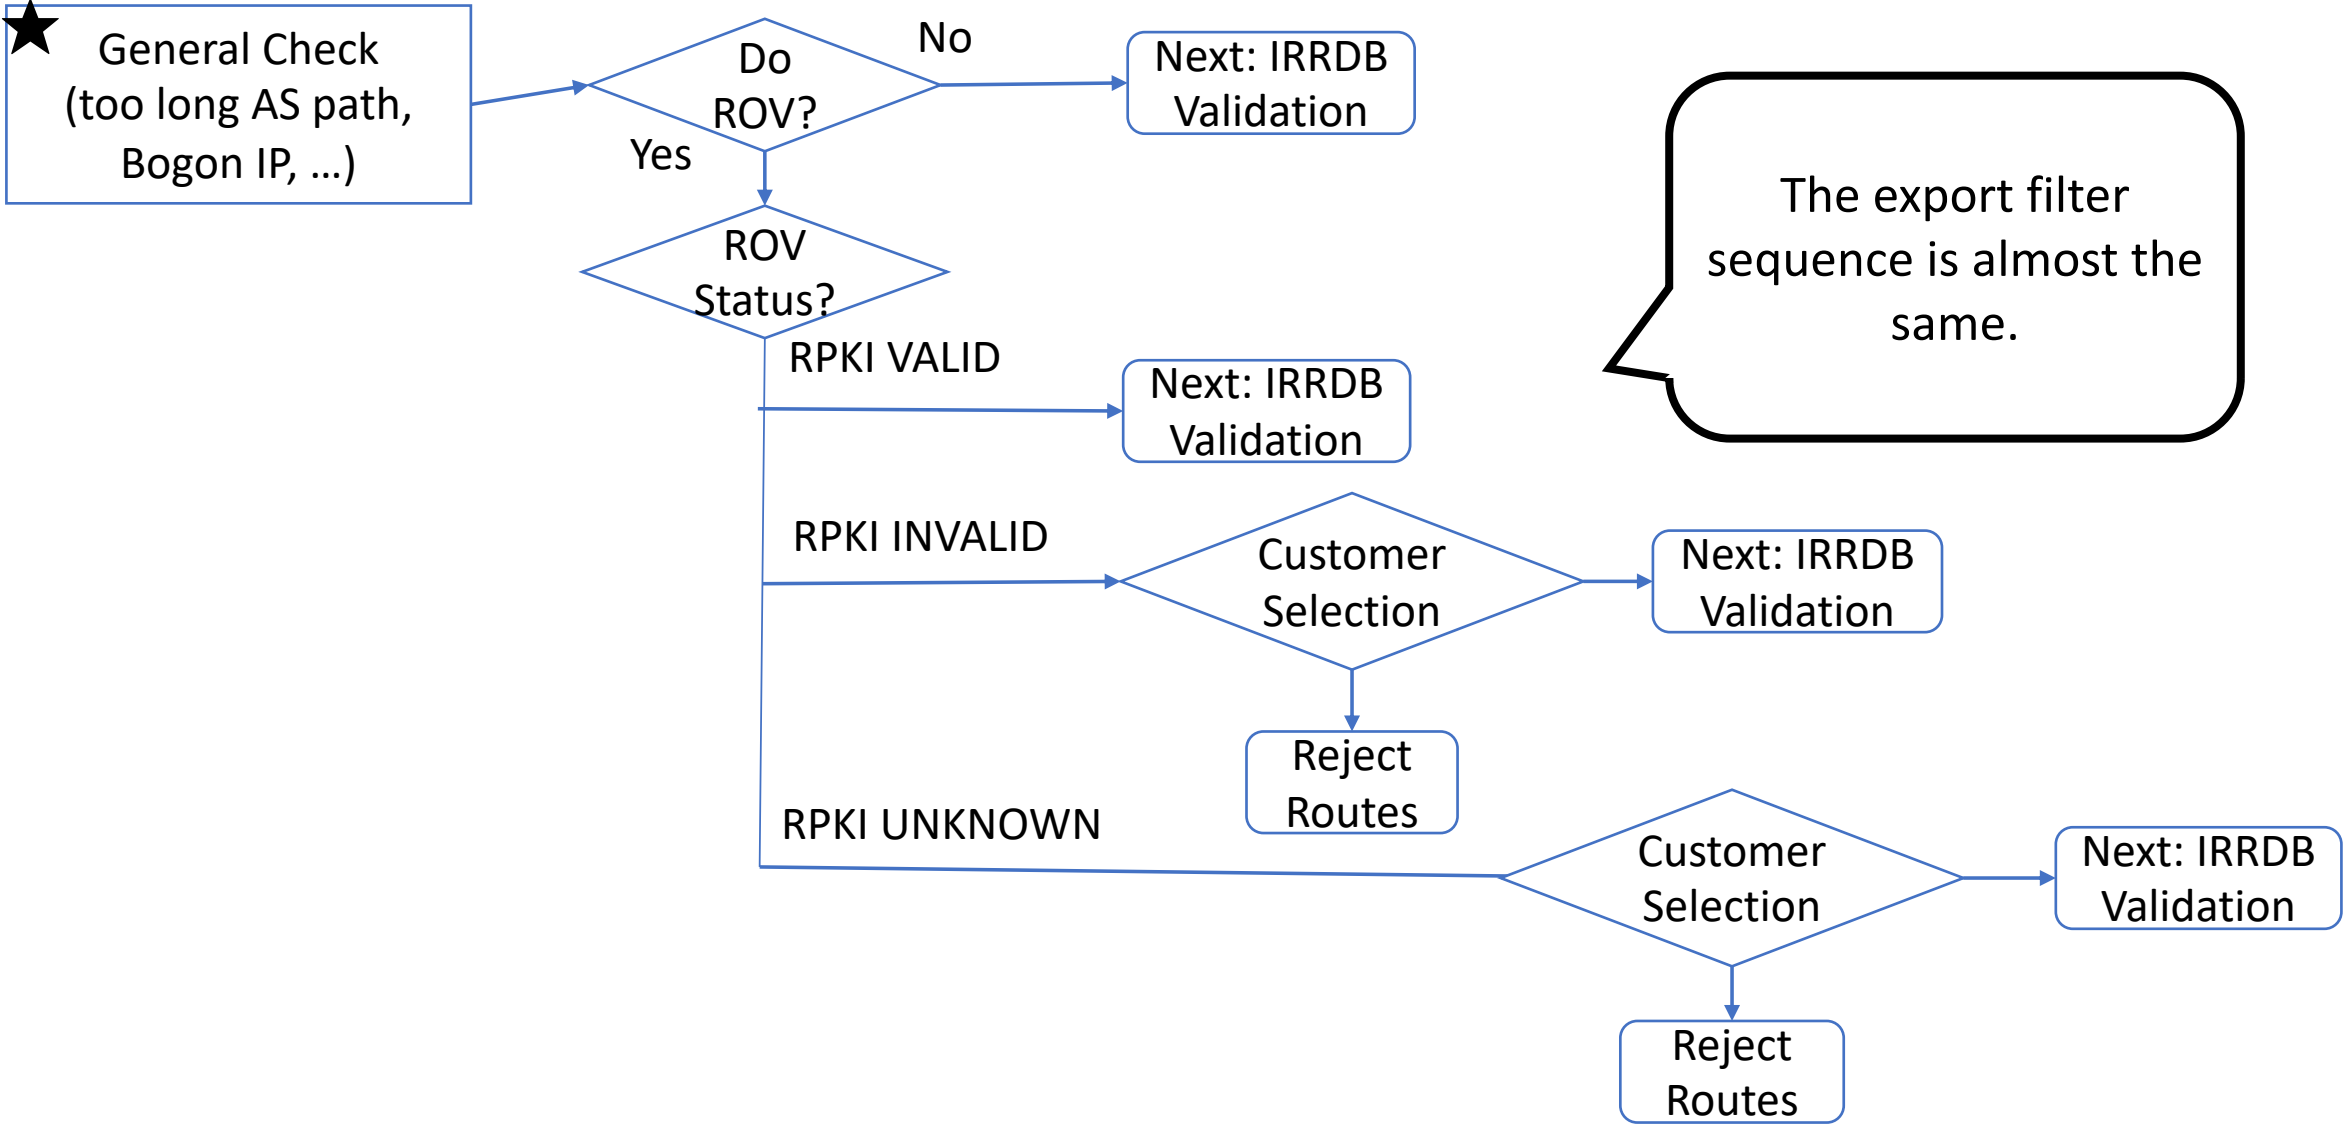 General Check
(too long AS path,
Bogon IP, ...)
Do
ROV?
No
Next: IRRDB
Validation
Yes
ROV
Status?
The export filter
sequence is almost the
same.
RPKI VALID
Next: IRRDB
Validation
RPKI INVALID
Customer
Selection
Next: IRRDB
Validation
Reject
Routes
RPKI UNKNOWN
Customer
Selection
Next: IRRDB
Validation
Reject
Routes